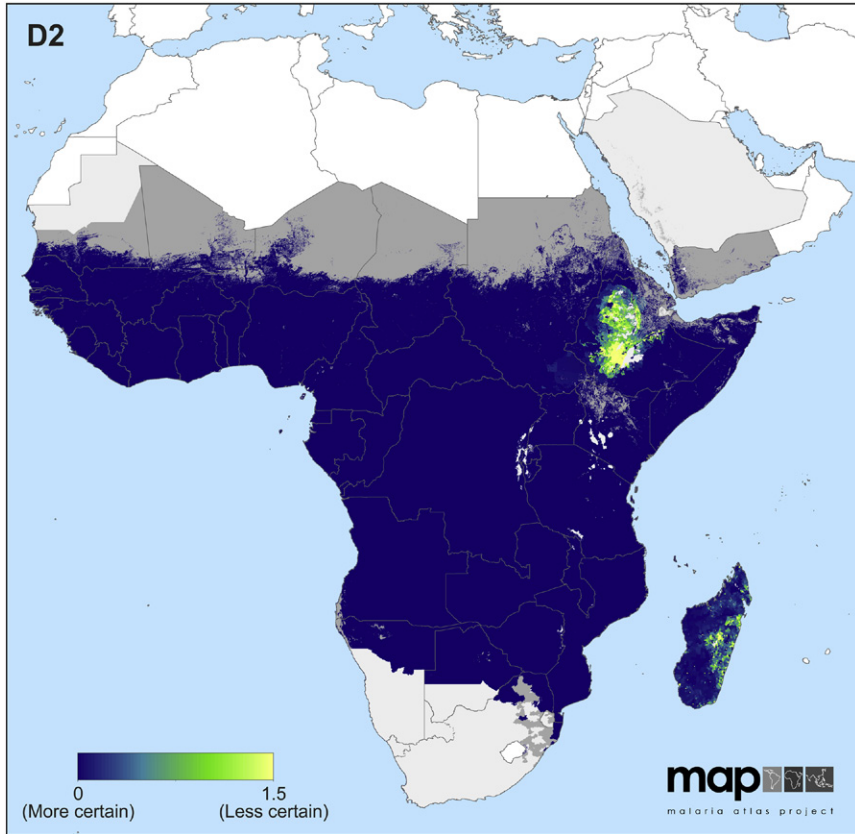 D2
0
1.5
(More certain)
(Less certain)
map
malaria atlas project